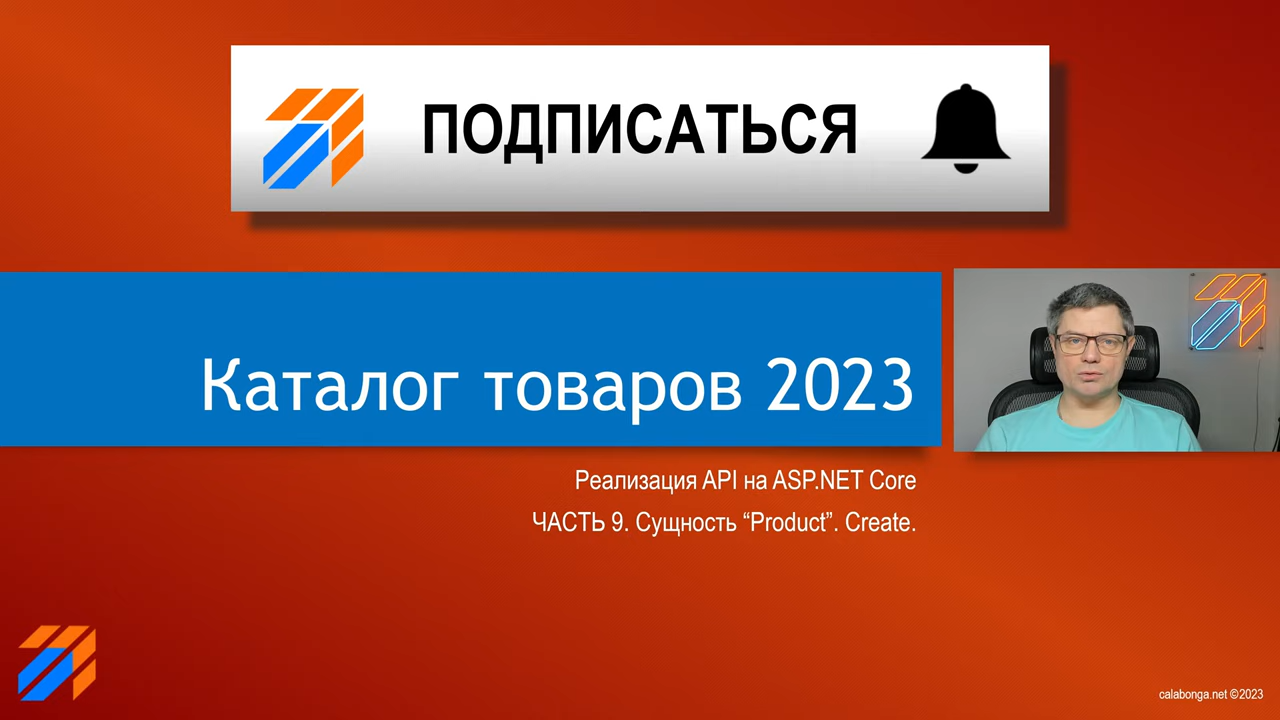 ПОДПИСАТЬСЯ
Каталог товаров 2023
Реализация API на ASP.NET Core
ЧАСТЬ 9. Сущность “Product”. Create.
calabonga.net ©2023